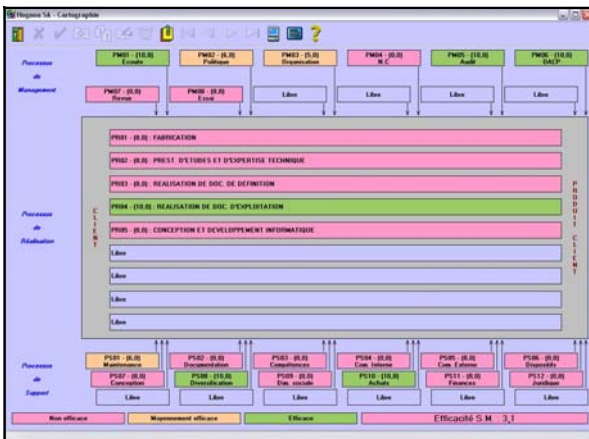 Hognon SA - Cartographie
Processus
de
Management
PM01 - (10,0)
Ecoute
PM02 - (6,0)
Politique
PM03 - (5,0)
Organisation
PM04 - (0,0)
N.C
PM05 - (10,0)
Audit
PM06 - (10,0)
DACP
PM07 - (0,0)
Revue
PM08 - (0,0)
Essai
Libre
Libre
Libre
Libre
Processus
de
Réalisation
CLIENT
PR01 - (0,0) : FABRICATION
PR02 - (0,0) : PREST. D'ETUDES ET D'EXPERTISE TECHNIQUE
PR03 - (0,0) : REALISATION DE DOC. DE DEFINITION
PR04 - (10,0) : REALISATION DE DOC. D'EXPLOITATION
PR05 - (0,0) : CONCEPTION ET DEVELOPPEMENT INFORMATIQUE
Libre
Libre
Libre
Libre
PRODUIT CLIENT
Processus
de
Support
PS01 - (6,0)
Maintenance
PS02 - (0,0)
Documentation
PS03 - (0,0)
Compétences
PS04 - (0,0)
Com. Interne
PS05 - (0,0)
Com. Externe
PS06 - (0,0)
Dispositifs
PS07 - (0,0)
Conception
PS08 - (10,0)
Diversification
PS09 - (0,0)
Dim. sociale
PS10 - (10,0)
Achats
PS11 - (0,0)
Finances
PS12 - (0,0)
Juridique
Libre
Libre
Libre
Libre
Libre
Libre
Non efficace
Moyennement efficace
Efficace
Efficacité S.M. : 3,1